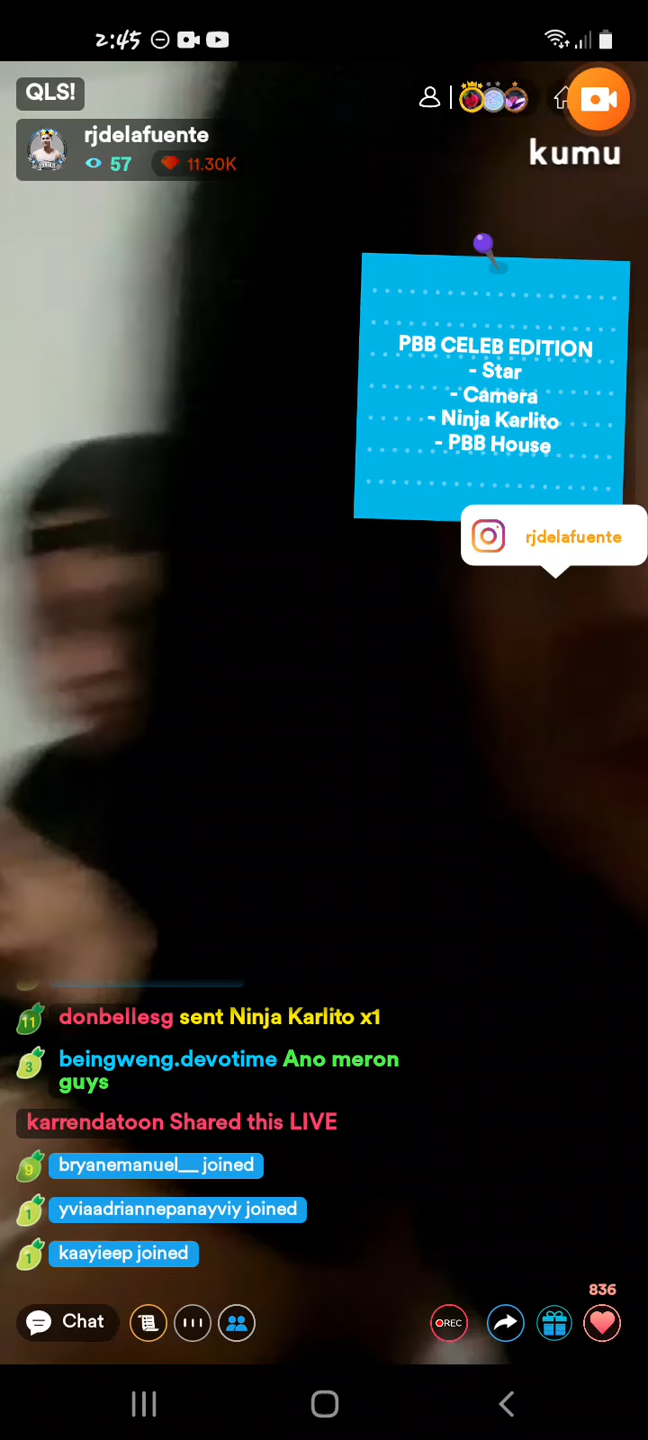 2:45
QLS!
kumu
rjdelafuente
57
11.30K
PBB CELEB EDITION
- Star
- Camera
- Ninja Karlito
- PBB House
rjdelafuente
11 donbellesg sent Ninja Karlito x1
3 beingweng.devotime Ano meron
guys
karrendatoon Shared this LIVE
9 bryanemanuel__ joined
1 yviaadriannepanayviy joined
1 kaayieep joined
836
Chat
REC